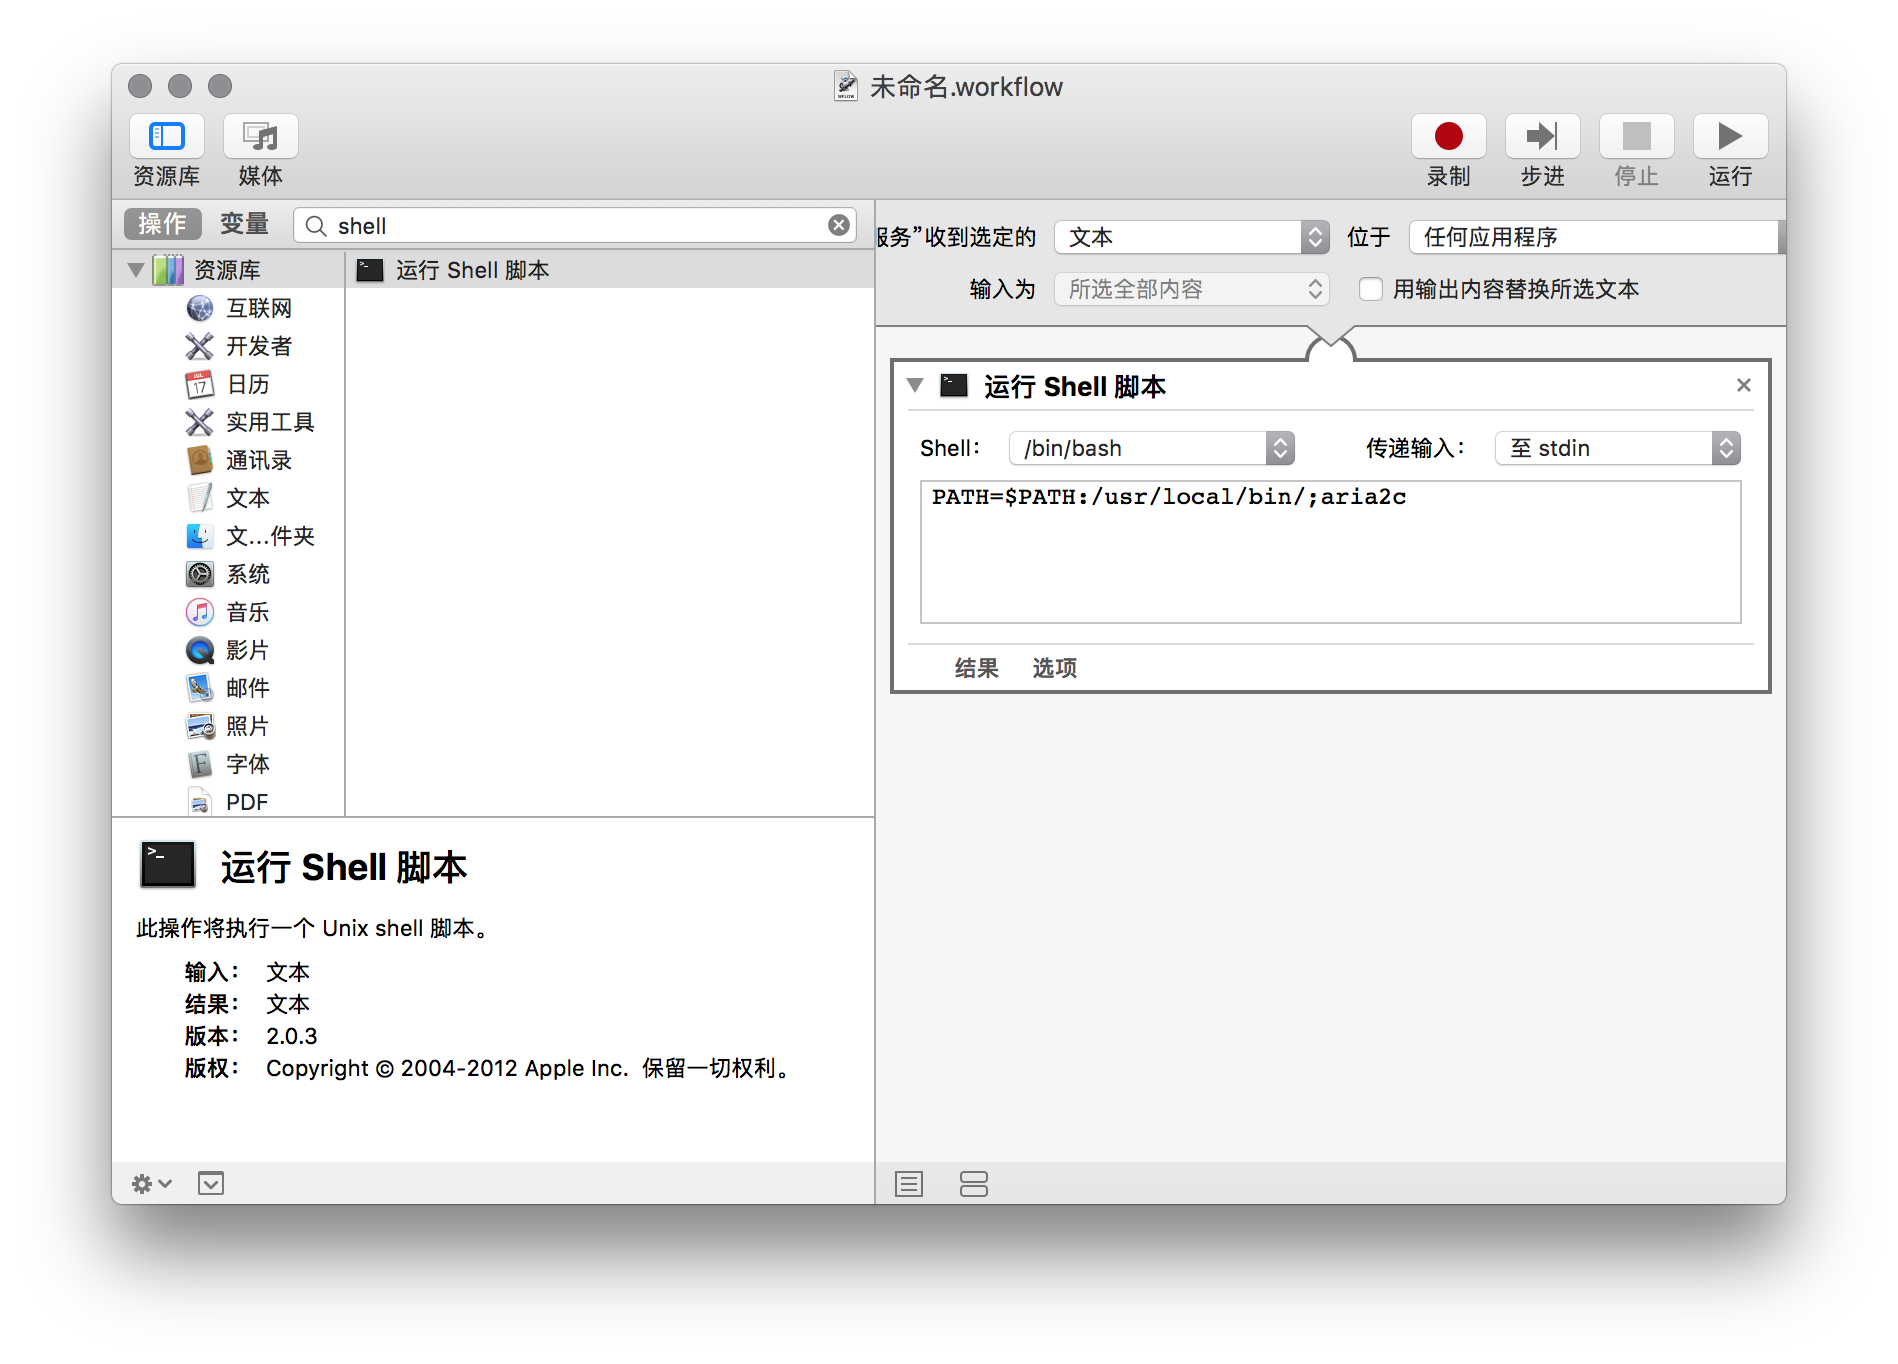 未命名.workflow
资源库
媒体
录制
步进
停止
运行
操作
变量
shell
服务”收到选定的
文本
位于
任何应用程序
输入为
所选全部内容
用输出内容替换所选文本
资源库
互联网
开发者
日历
实用工具
通讯录
文本
文...件夹
系统
音乐
影片
邮件
照片
字体
PDF
运行 Shell 脚本
运行 Shell 脚本
Shell：
/bin/bash
传递输入：
至 stdin
PATH=$PATH:/usr/local/bin/;aria2c
结果
选项
运行 Shell 脚本
此操作将执行一个 Unix shell 脚本。
输入： 文本
结果： 文本
版本： 2.0.3
版权： Copyright © 2004-2012 Apple Inc. 保留一切权利。